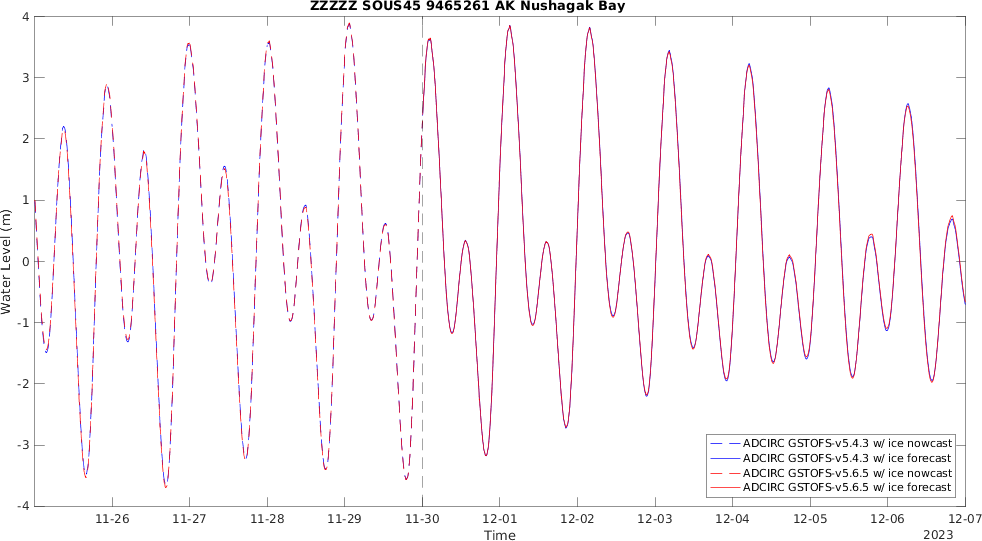 ZZZZZ SOUS45 9465261 AK Nushagak Bay
4
3
2
1
0
-1
-2
-3
-4
Water Level (m)
ADCIRC GSTOFS-v5.4.3 w/ ice nowcast
ADCIRC GSTOFS-v5.4.3 w/ ice forecast
ADCIRC GSTOFS-v5.6.5 w/ ice nowcast
ADCIRC GSTOFS-v5.6.5 w/ ice forecast
11-26 11-27 11-28 11-29 11-30 12-01 12-02 12-03 12-04 12-05 12-06 12-07
Time
2023